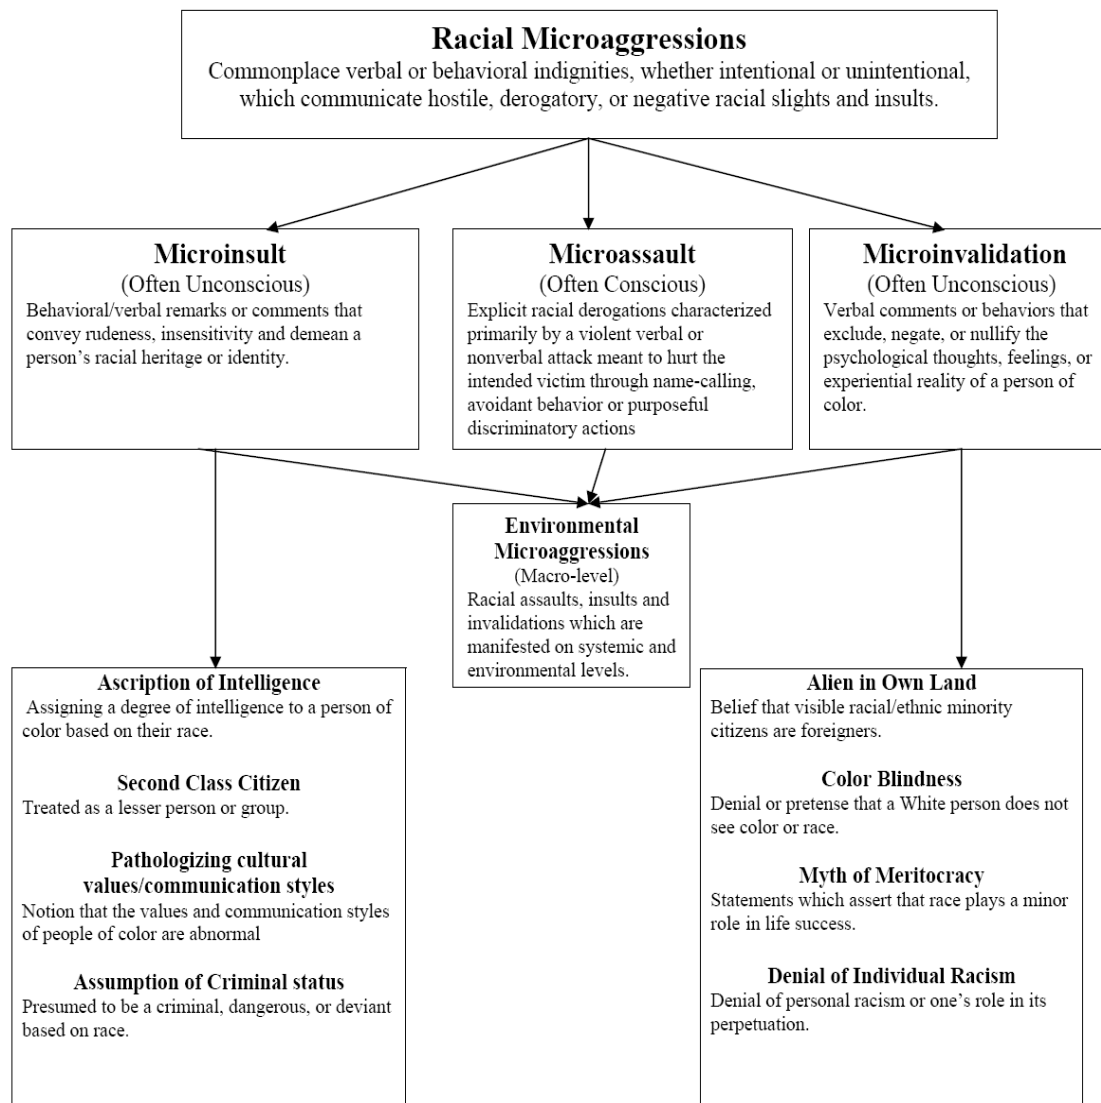 Racial Microaggressions
Commonplace verbal or behavioral indignities, whether intentional or unintentional,
which communicate hostile, derogatory, or negative racial slights and insults.
Microinsult
(Often Unconscious)
Behavioral/verbal remarks or comments that
convey rudeness, insensitivity and demean a
person’s racial heritage or identity.
Microassault
(Often Conscious)
Explicit racial derogations characterized
primarily by a violent verbal or
nonverbal attack meant to hurt the
intended victim through name-calling,
avoidant behavior or purposeful
discriminatory actions
Microinvalidation
(Often Unconscious)
Verbal comments or behaviors that
exclude, negate, or nullify the
psychological thoughts, feelings, or
experiential reality of a person of
color.
Environmental
Microaggressions
(Macro-level)
Racial assaults, insults and
invalidations which are
manifested on systemic and
environmental levels.
Ascription of Intelligence
Assigning a degree of intelligence to a person of
color based on their race.
Second Class Citizen
Treated as a lesser person or group.
Pathologizing cultural
values/communication styles
Notion that the values and communication styles
of people of color are abnormal
Assumption of Criminal status
Presumed to be a criminal, dangerous, or deviant
based on race.
Alien in Own Land
Belief that visible racial/ethnic minority
citizens are foreigners.
Color Blindness
Denial or pretense that a White person does not
see color or race.
Myth of Meritocracy
Statements which assert that race plays a minor
role in life success.
Denial of Individual Racism
Denial of personal racism or one’s role in its
perpetuation.